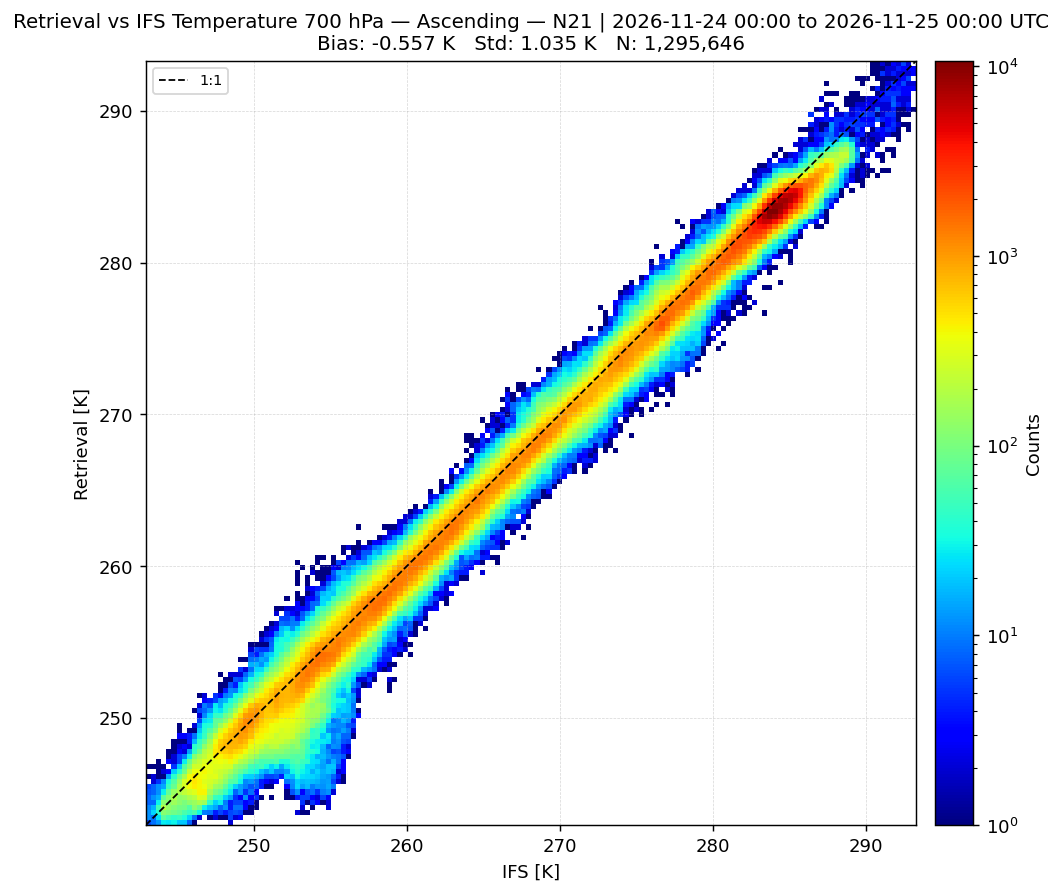 Retrieval vs IFS Temperature 700 hPa — Ascending — N21 | 2026-11-24 00:00 to 2026-11-25 00:00 UTC
Bias: -0.557 K   Std: 1.035 K   N: 1,295,646
1:1
290
280
270
260
250
Retrieval [K]
250 260 270 280 290
IFS [K]
10⁴
10³
10²
10¹
10⁰
Counts